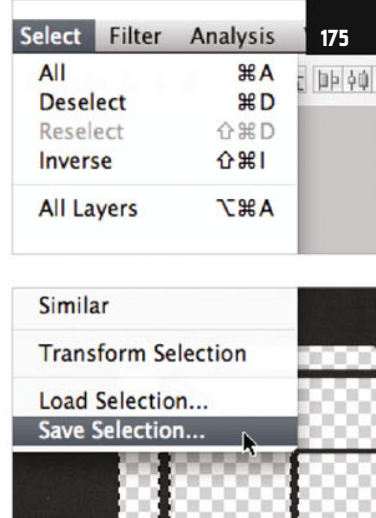 Select Filter Analysis 175
All ⌘A
Deselect ⌘D
Reselect ⇧⌘D
Inverse ⇧⌘I
All Layers ⌥⌘A
Similar
Transform Selection
Load Selection...
Save Selection...